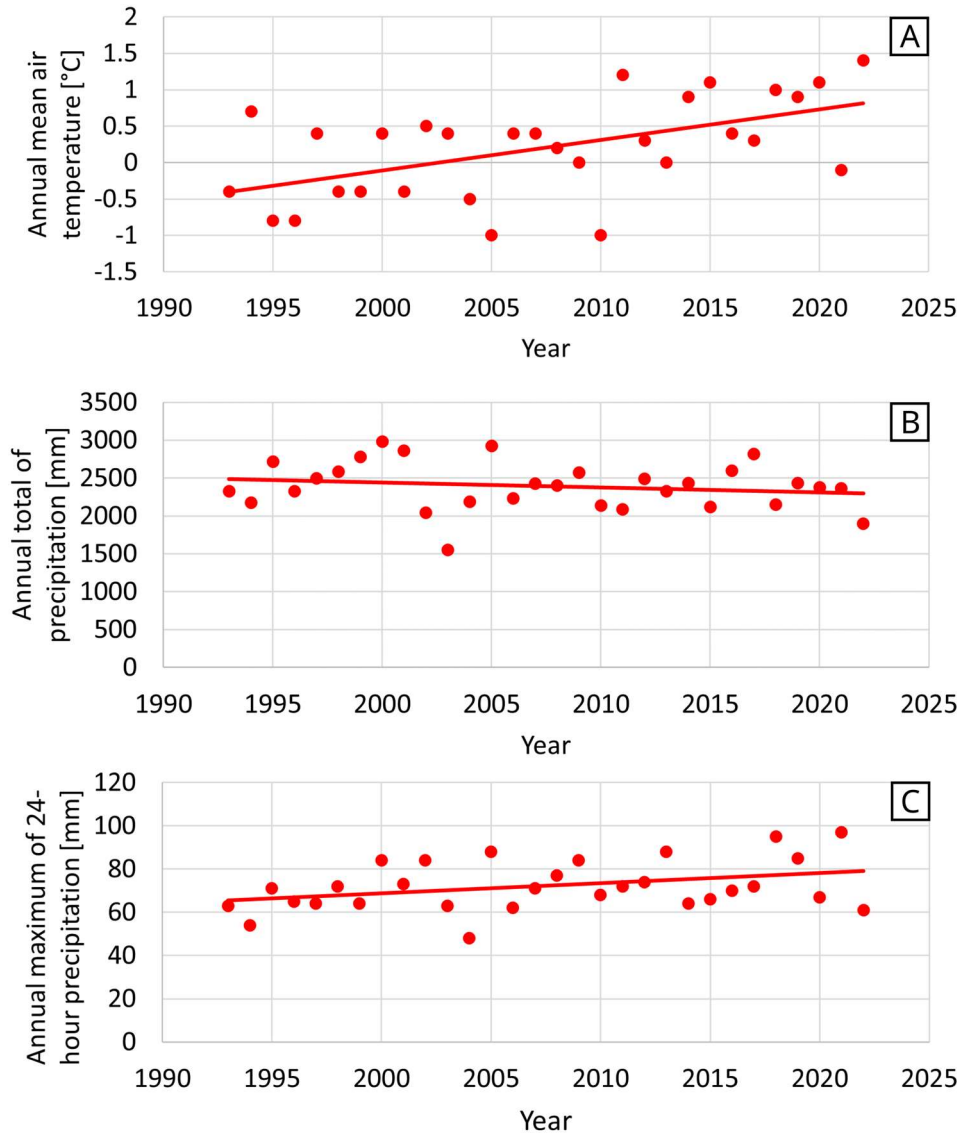 A
Annual mean air
temperature [°C]
2
1.5
1
0.5
0
-0.5
-1
-1.5
1990 1995 2000 2005 2010 2015 2020 2025
Year
B
Annual total of
precipitation [mm]
3500
3000
2500
2000
1500
1000
500
0
1990 1995 2000 2005 2010 2015 2020 2025
Year
C
Annual maximum of 24-
hour precipitation [mm]
120
100
80
60
40
20
0
1990 1995 2000 2005 2010 2015 2020 2025
Year